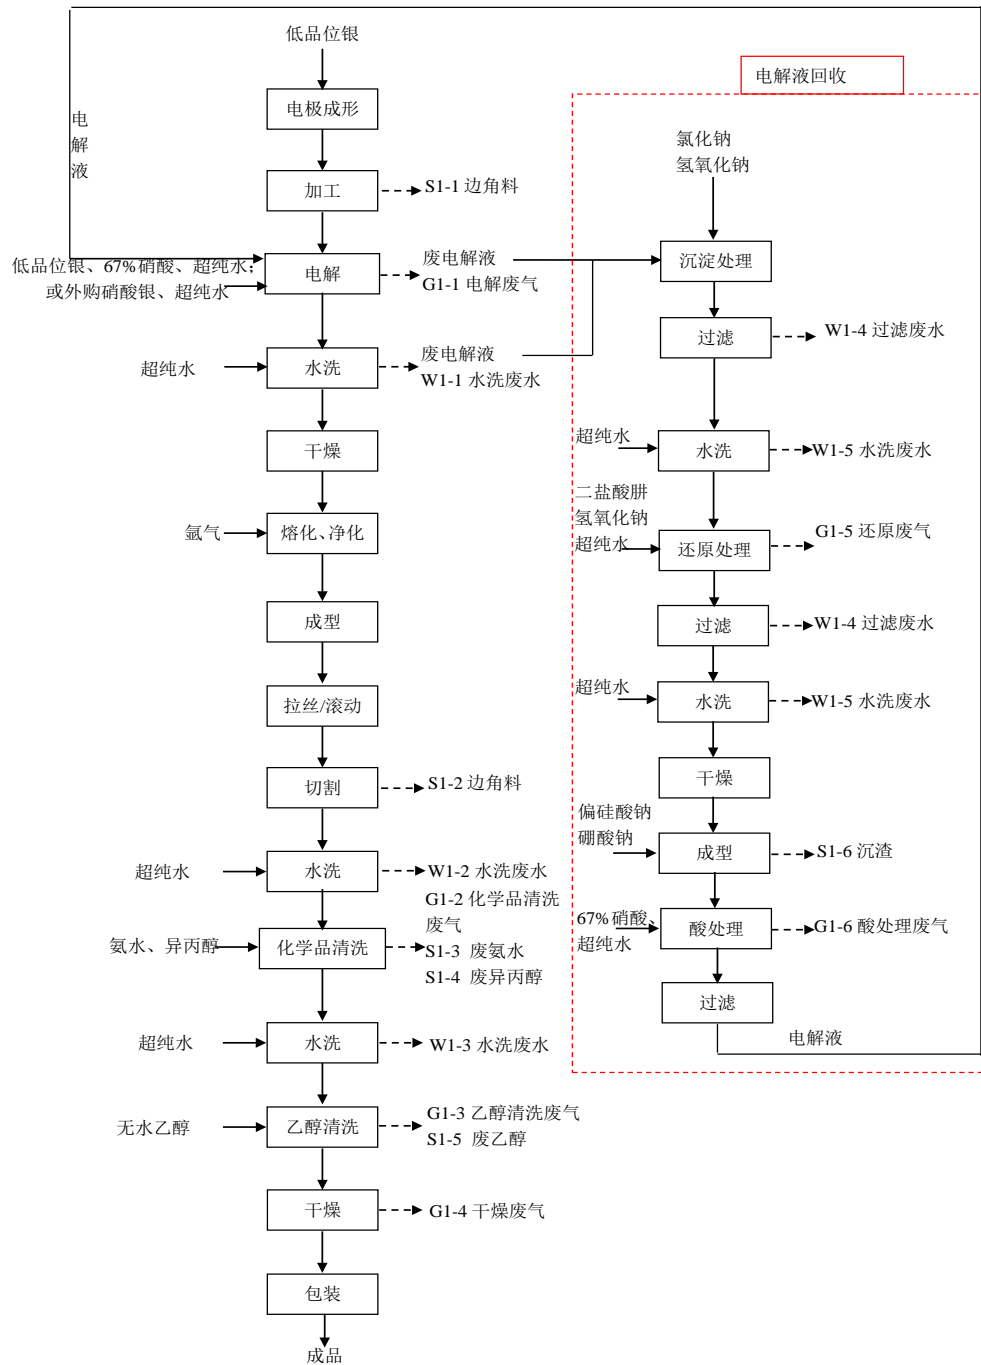 低品位银
电极成形
电
解
液
加工
S1-1 边角料
低品位银、67%硝酸、超纯水；
或外购硝酸银、超纯水
电解
废电解液
G1-1 电解废气
超纯水
水洗
废电解液
W1-1 水洗废水
干燥
氩气
熔化、净化
成型
拉丝/滚动
切割
S1-2 边角料
超纯水
水洗
W1-2 水洗废水
G1-2 化学品清洗
废气
氨水、异丙醇
化学品清洗
S1-3 废氨水
S1-4 废异丙醇
超纯水
水洗
W1-3 水洗废水
无水乙醇
乙醇清洗
G1-3 乙醇清洗废气
S1-5 废乙醇
干燥
G1-4 干燥废气
包装
成品
电解液回收
氯化钠
氢氧化钠
沉淀处理
过滤
W1-4 过滤废水
超纯水
水洗
W1-5 水洗废水
二盐酸肼
氢氧化钠
超纯水
还原处理
G1-5 还原废气
过滤
W1-4 过滤废水
超纯水
水洗
W1-5 水洗废水
干燥
偏硅酸钠
硼酸钠
成型
S1-6 沉渣
67%硝酸、
超纯水
酸处理
G1-6 酸处理废气
过滤
电解液